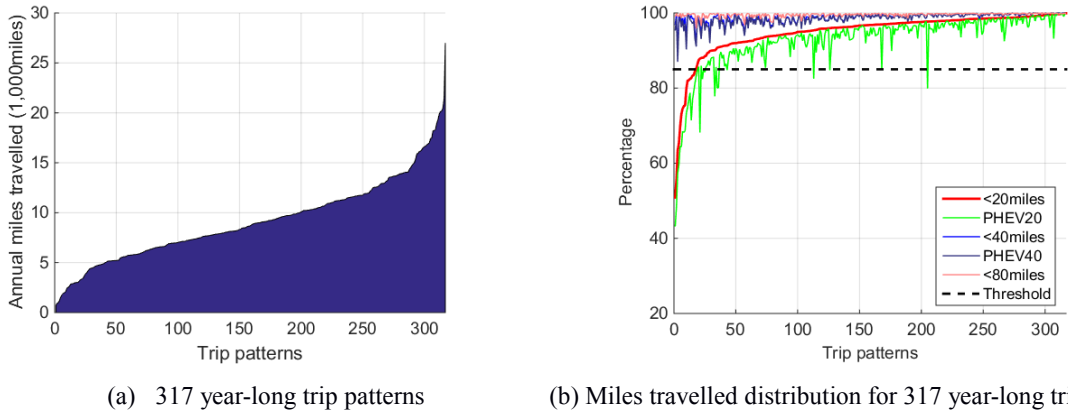 30
25
20
15
10
5
0
Annual miles travelled (1,000miles)
0 50 100 150 200 250 300
Trip patterns
(a) 317 year-long trip patterns
100
80
60
40
20
Percentage
<20miles
PHEV20
<40miles
PHEV40
<80miles
Threshold
0 50 100 150 200 250 300
Trip patterns
(b) Miles travelled distribution for 317 year-long tri